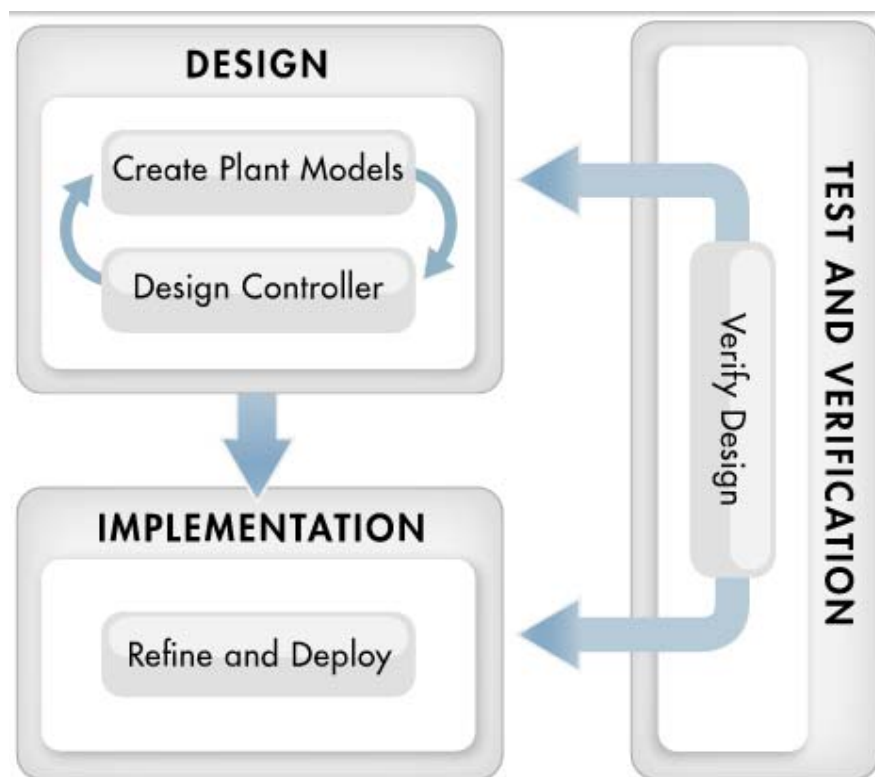 DESIGN
Create Plant Models
Design Controller
IMPLEMENTATION
Refine and Deploy
Verify Design
TEST AND VERIFICATION